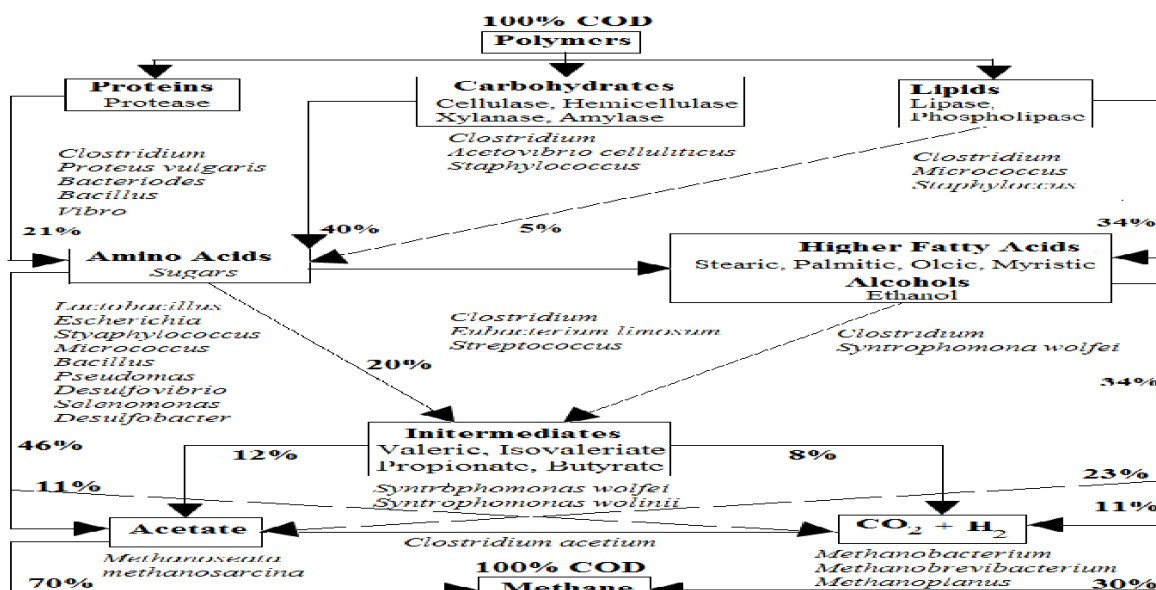 100% COD
Polymers
Proteins
Protease
Carbohydrates
Cellulase, Hemicellulase
Xylanase, Amylase
Lipids
Lipase,
Phospholipase
Clostridium
Proteus vulgaris
Bacteriodes
Bacillus
Vibro
Clostridium
Acetovibrio celluliticus
Staphylococcus
Clostridium
Micrococcus
Staphyloccus
21%
40%
5%
34%
Amino Acids
Sugars
Higher Fatty Acids
Stearic, Palmitic, Olcic, Myristic
Alcohols
Ethanol
Lactobacillus
Escherichia
Styaphylococcus
Micrococcus
Bacillus
Pseudomas
Desulfovibrio
Selenomonas
Desulfobacter
Clostridium
Eubacterium limosum
Streptococcus
Clostridium
Syntrophomona wolfei
20%
34%
Initermediates
Valeric, Isovaleriate
Propionate, Butyrate
46%
12%
8%
23%
11%
Syntrophomonas wolfei
Syntrophomonas wolinii
11%
Acetate
CO₂ + H₂
Clostridium acetium
methanosarcina
Methanobacterium
Methanobrevibacterium
Methanoplanus
70%
100% COD
Methane
30%